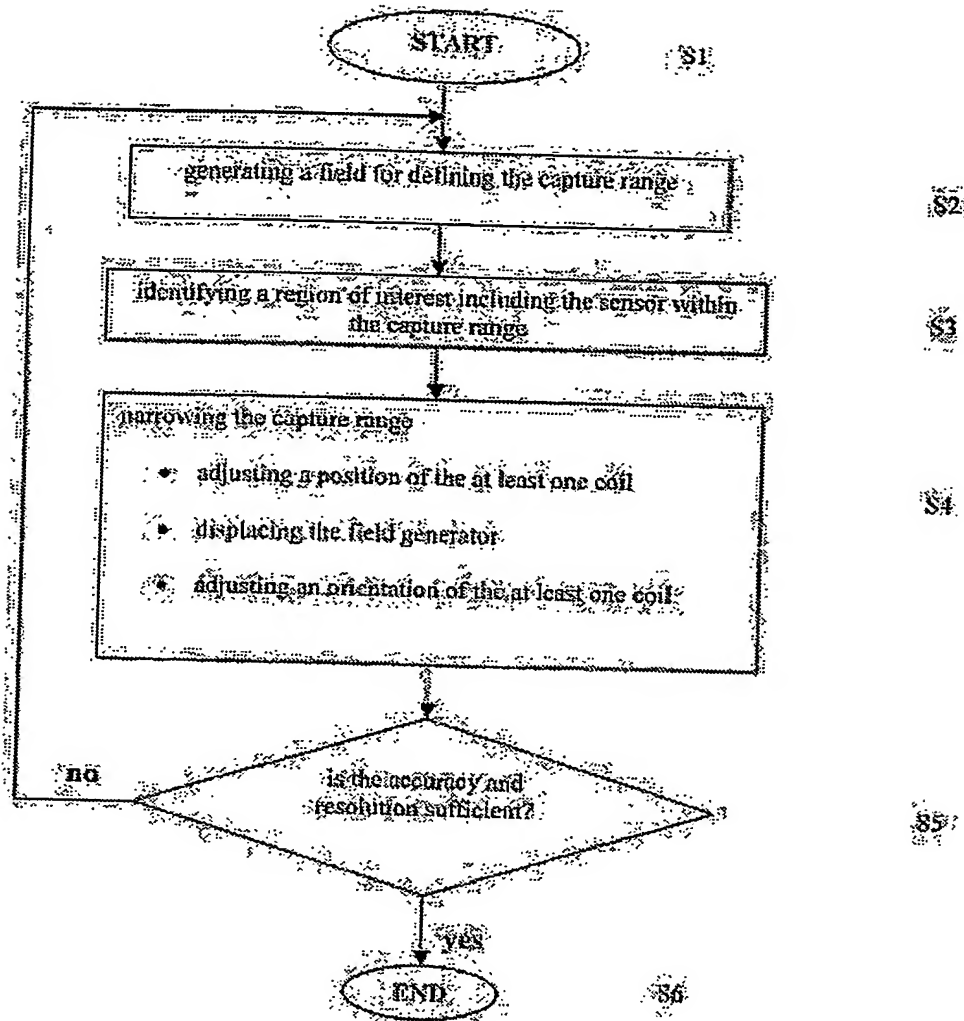 START
S1
generating a field for defining the capture range
S2
identifying a region of interest including the sensor within
the capture range
S3
narrowing the capture range
• adjusting a position of the at least one coil
• displacing the field generator
• adjusting an orientation of the at least one coil
S4
no
is the accuracy and
resolution sufficient?
S5
yes
END
S6